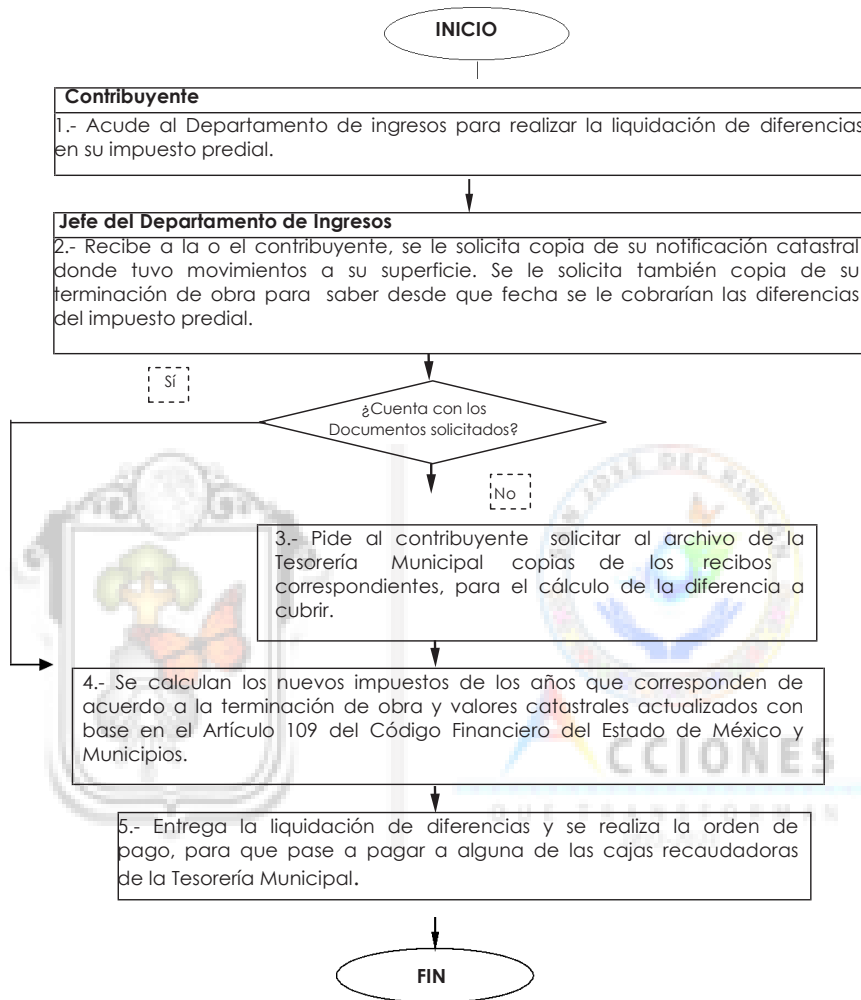 INICIO
Contribuyente
1.- Acude al Departamento de ingresos para realizar la liquidación de diferencias
en su impuesto predial.
Jefe del Departamento de Ingresos
2.- Recibe a la o el contribuyente, se le solicita copia de su notificación catastral
donde tuvo movimientos a su superficie. Se le solicita también copia de su
terminación de obra para saber desde que fecha se le cobrarían las diferencias
del impuesto predial.
Sí
¿Cuenta con los
Documentos solicitados?
No
SAN JOSÉ DEL RINCÓN
3.- Pide al contribuyente solicitar al archivo de la
Tesorería Municipal copias de los recibos
correspondientes, para el cálculo de la diferencia a
cubrir.
4.- Se calculan los nuevos impuestos de los años que corresponden de
acuerdo a la terminación de obra y valores catastrales actualizados con
base en el Artículo 109 del Código Financiero del Estado de México y
Municipios.
ACCIONES
QUE TRANSFORMAN
5.- Entrega la liquidación de diferencias y se realiza la orden de
pago, para que pase a pagar a alguna de las cajas recaudadoras
de la Tesorería Municipal.
FIN